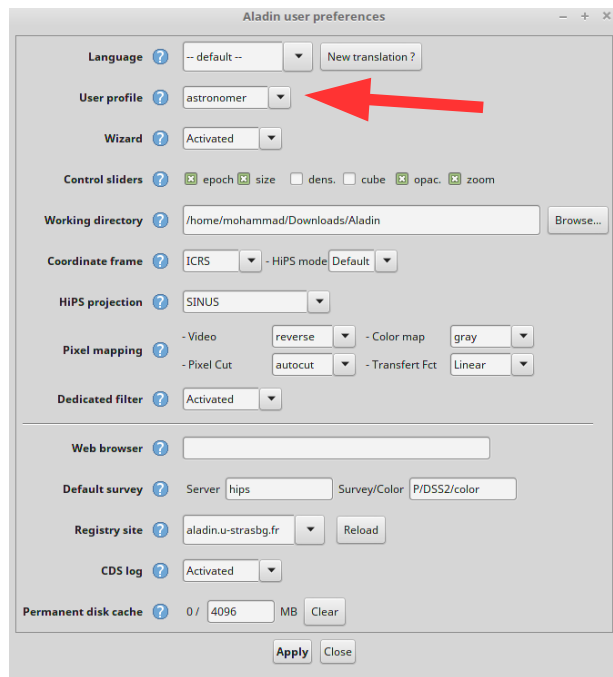 Aladin user preferences
Language ? -- default -- New translation ?
User profile ? astronomer
Wizard ? Activated
Control sliders ? epoch size dens. cube opac. zoom
Working directory ? /home/mohammad/Downloads/Aladin Browse...
Coordinate frame ? ICRS - HiPS mode Default
HiPS projection ? SINUS
Pixel mapping ? - Video reverse - Color map gray
- Pixel Cut autocut - Transfert Fct Linear
Dedicated filter ? Activated
Web browser ?
Default survey ? Server hips Survey/Color P/DSS2/color
Registry site ? aladin.u-strasbg.fr Reload
CDS log ? Activated
Permanent disk cache ? 0 / 4096 MB Clear
Apply Close